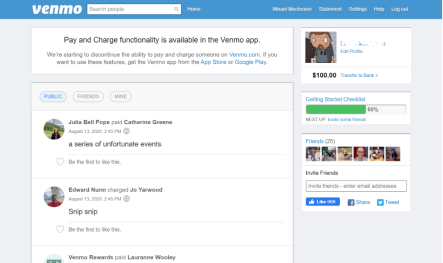 venmo
Search people
Home
Statement
Settings
Help
Log out
Pay and Charge functionality is available in the Venmo app.
We're starting to discontinue the ability to pay and charge someone on Venmo.com. If you
want to use these features, get the Venmo app from the App Store or Google Play.
Edit Profile
$100.00 Transfer to Bank ›
PUBLIC
FRIENDS
MINE
Getting Started Checklist
NEXT UP: Invite some friends
Julia Bell Pope paid Catherine Greene
August 13, 2020, 2:45 PM
a series of unfortunate events
Be the first to like this.
Friends (25)
Invite Friends
Invite friends - enter email addresses
Share
Tweet
Edward Nunn charged Jo Yarwood
August 13, 2020, 2:45 PM
Snip snip
Be the first to like this.
Venmo Rewards paid Lauranne Wooley